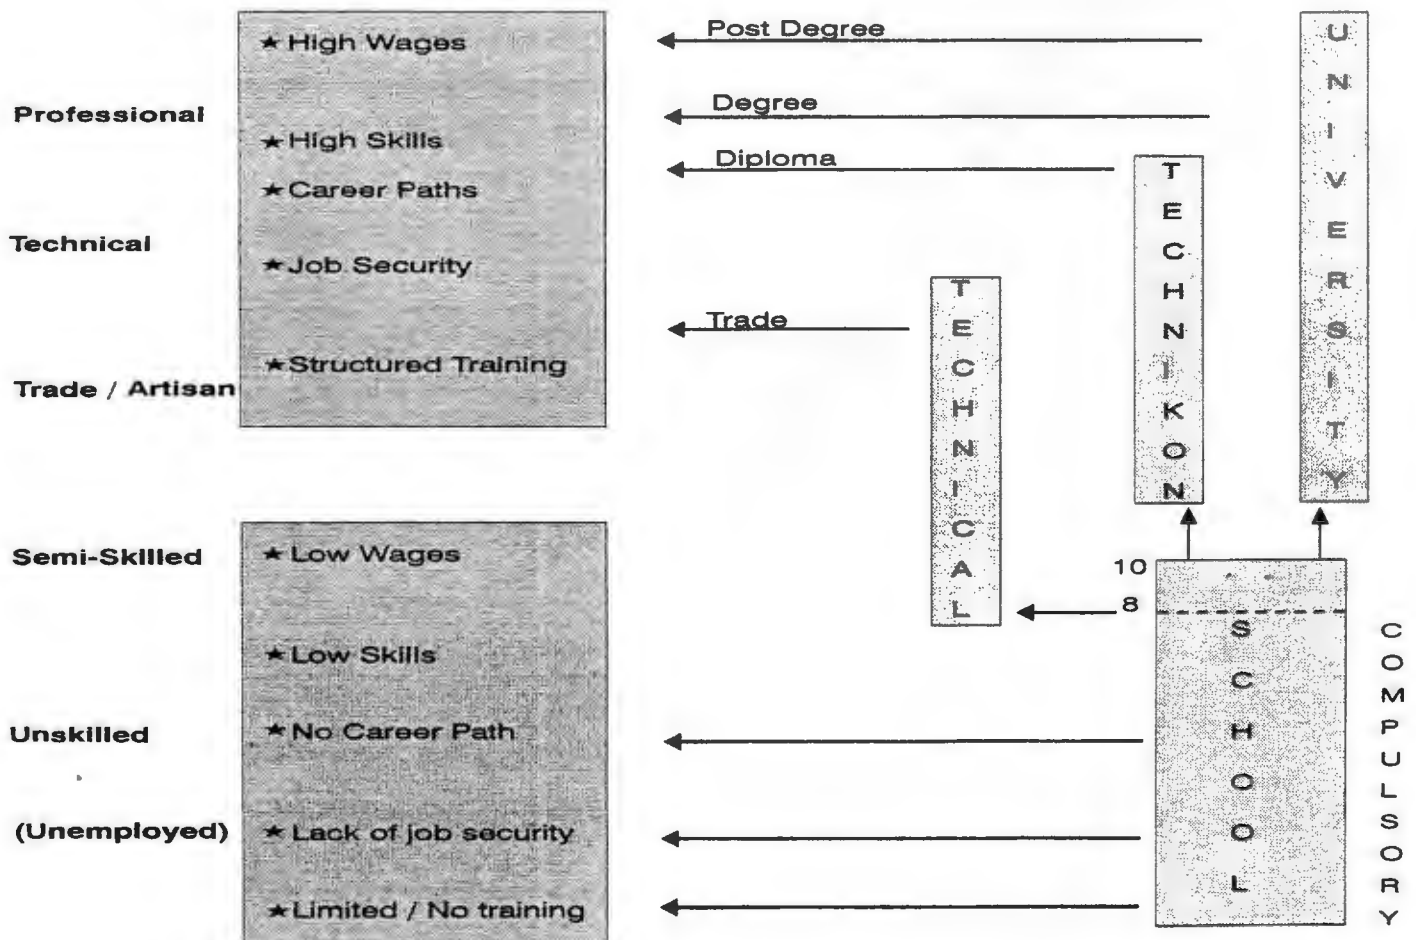 ★ High Wages
Professional
★ High Skills
★ Career Paths
Technical
★ Job Security
★ Structured Training
Trade / Artisan
Semi-Skilled
★ Low Wages
★ Low Skills
Unskilled
★ No Career Path
(Unemployed)
★ Lack of job security
★ Limited / No training
Post Degree
Degree
Diploma
Trade
TECHNICAL
TECHNIKON
UNIVERSITY
10
8
SCHOOL
COMPULSORY